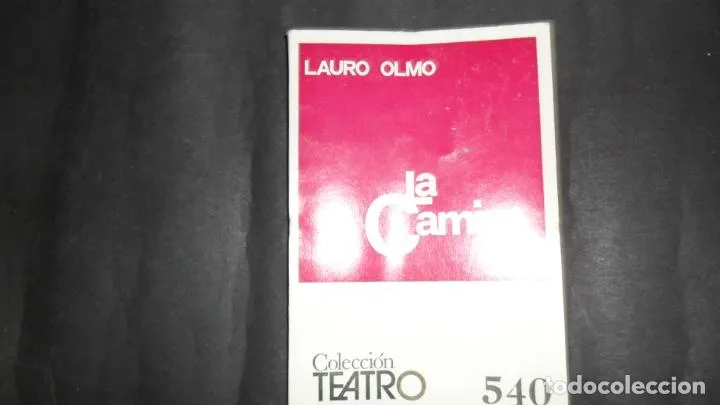 LAURO OLMO
la
Colección
TEATRO
540
todocoleccion